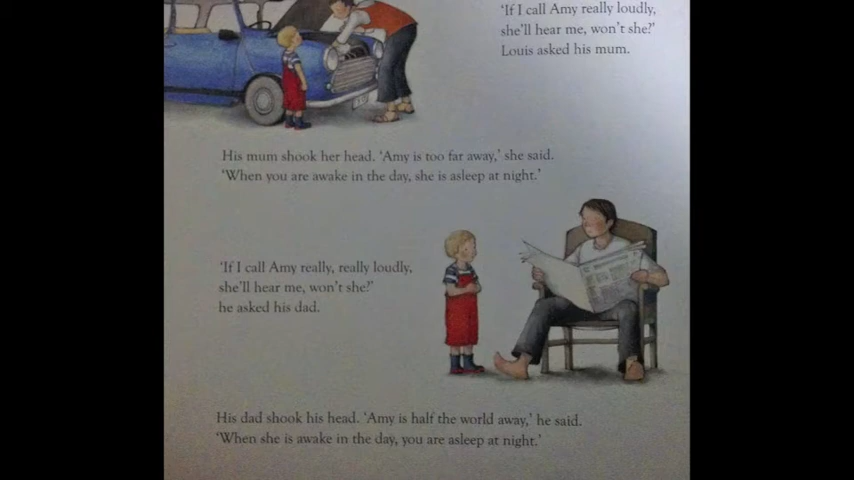 ‘If I call Amy really loudly,
she’ll hear me, won’t she?’
Louis asked his mum.
His mum shook her head. ‘Amy is too far away,’ she said.
‘When you are awake in the day, she is asleep at night.’
‘If I call Amy really, really loudly,
she’ll hear me, won’t she?’
he asked his dad.
His dad shook his head. ‘Amy is half the world away,’ he said.
‘When she is awake in the day, you are asleep at night.’